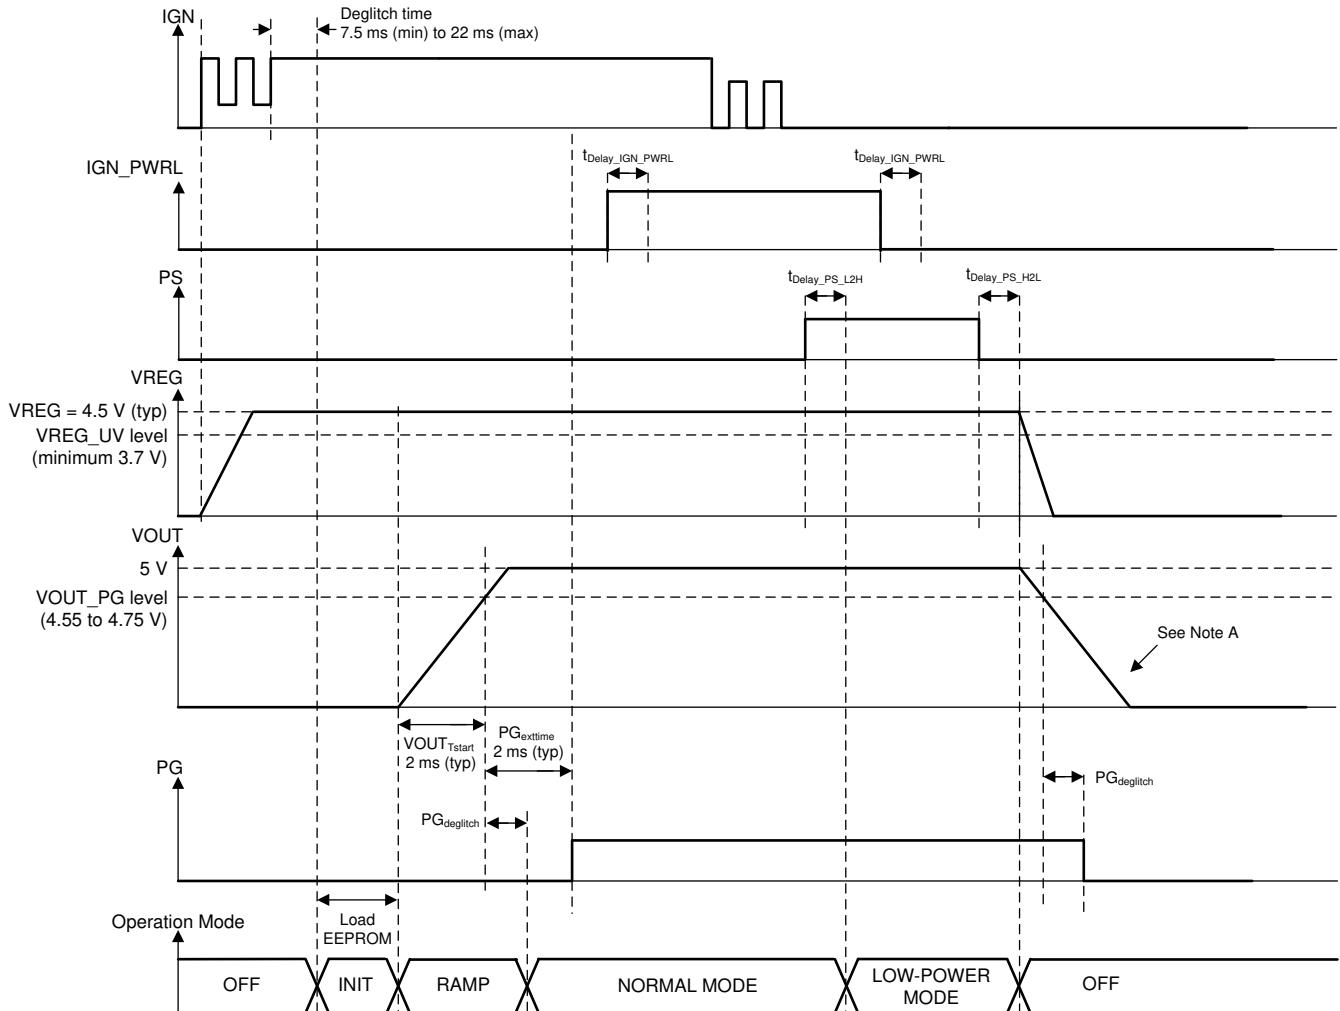 IGN
Deglitch time
7.5 ms (min) to 22 ms (max)
IGN_PWRL
tDelay_IGN_PWRL
tDelay_IGN_PWRL
PS
tDelay_PS_L2H
tDelay_PS_H2L
VREG
VREG = 4.5 V (typ)
VREG_UV level
(minimum 3.7 V)
VOUT
5 V
VOUT_PG level
(4.55 to 4.75 V)
See Note A
VOUTTstart
2 ms (typ)
PGexttime
2 ms (typ)
PG
PGdeglitch
PGdeglitch
Load
EEPROM
Operation Mode
OFF
INIT
RAMP
NORMAL MODE
LOW-POWER
MODE
OFF